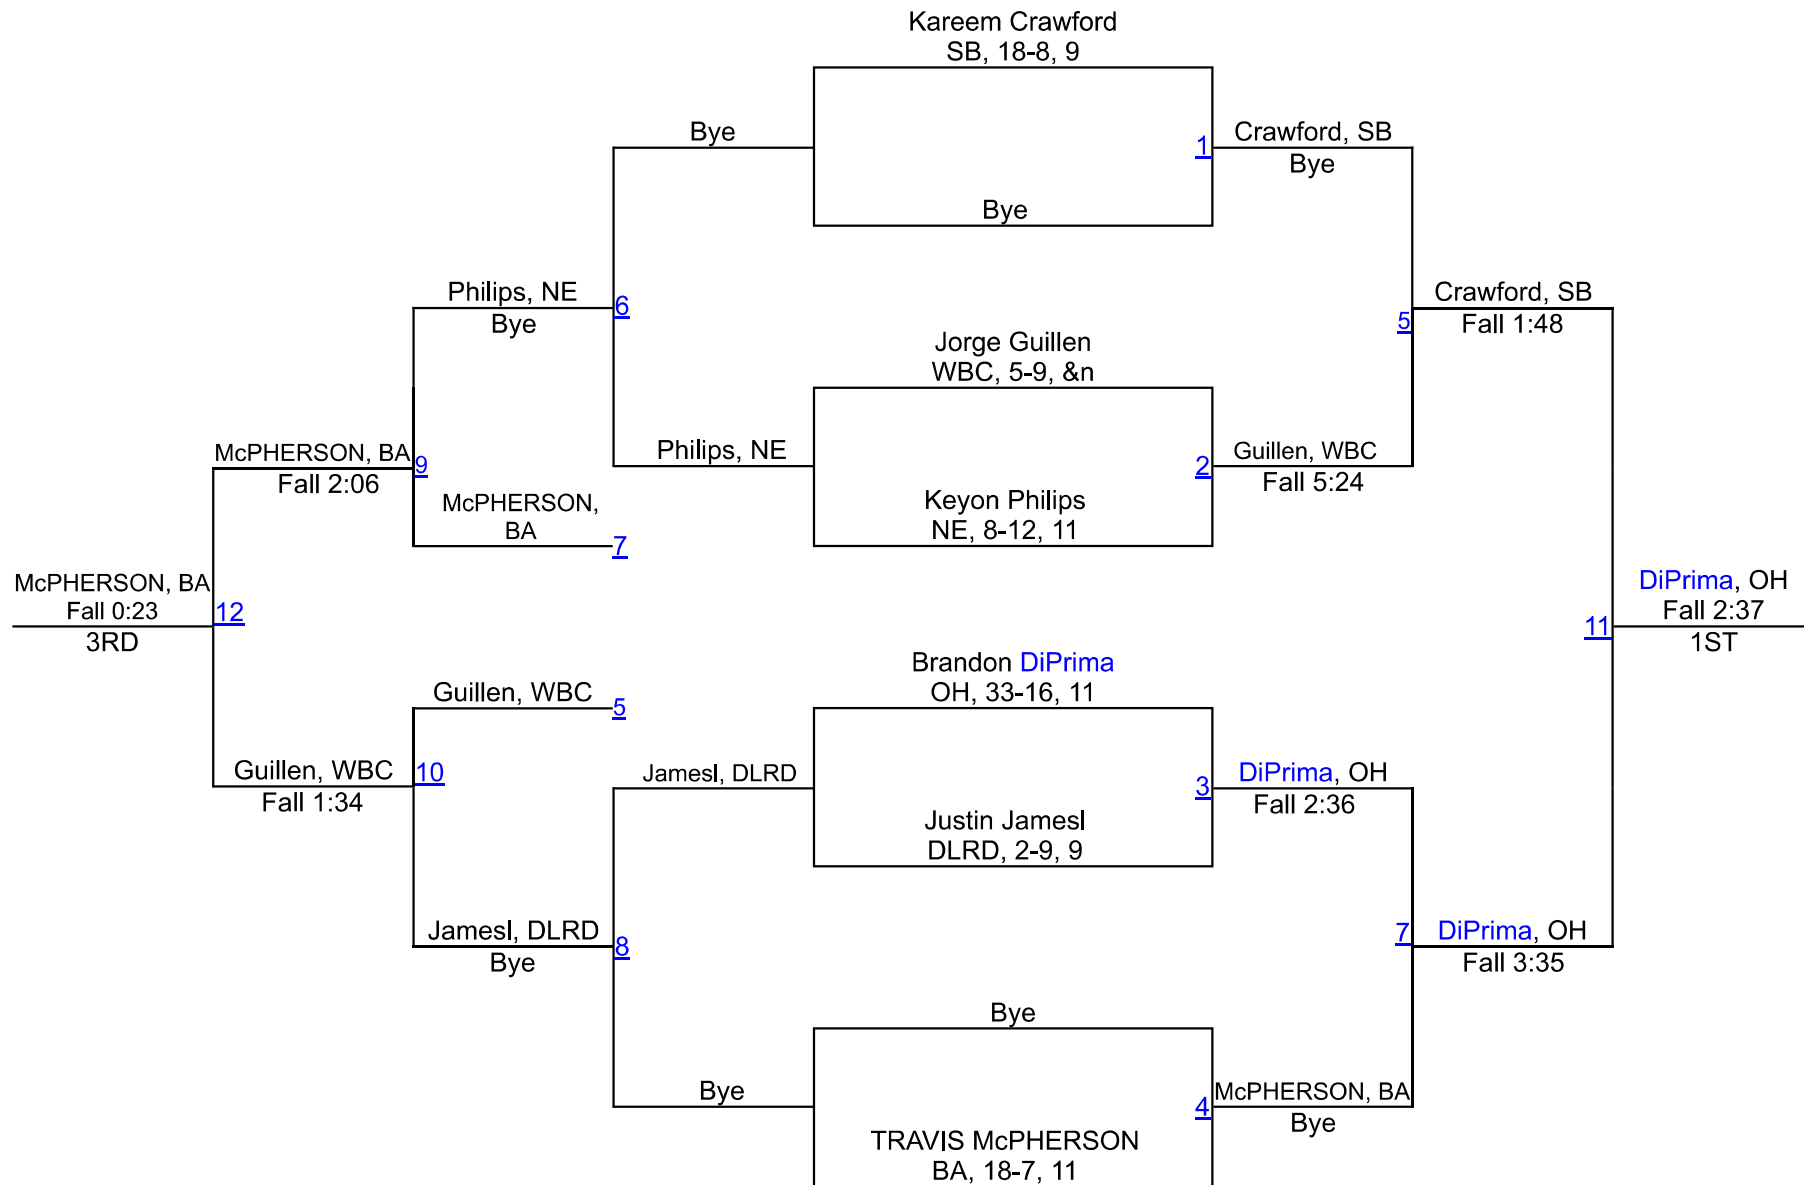 Kareem Crawford
SB, 18-8, 9
Bye
1
Crawford, SB
Bye
Bye
Philips, NE
Bye
6
Crawford, SB
Fall 1:48
5
Jorge Guillen
WBC, 5-9, &n
McPHERSON, BA
Fall 2:06
9
Philips, NE
2
Guillen, WBC
Fall 5:24
McPHERSON,
BA
7
Keyon Philips
NE, 8-12, 11
McPHERSON, BA
Fall 0:23
3RD
12
DiPrima, OH
Fall 2:37
1ST
11
Guillen, WBC
5
Brandon DiPrima
OH, 33-16, 11
Guillen, WBC
Fall 1:34
10
Jamesl, DLRD
3
DiPrima, OH
Fall 2:36
Justin Jamesl
DLRD, 2-9, 9
Jamesl, DLRD
Bye
8
7
DiPrima, OH
Fall 3:35
Bye
Bye
4
McPHERSON, BA
Bye
TRAVIS McPHERSON
BA, 18-7, 11